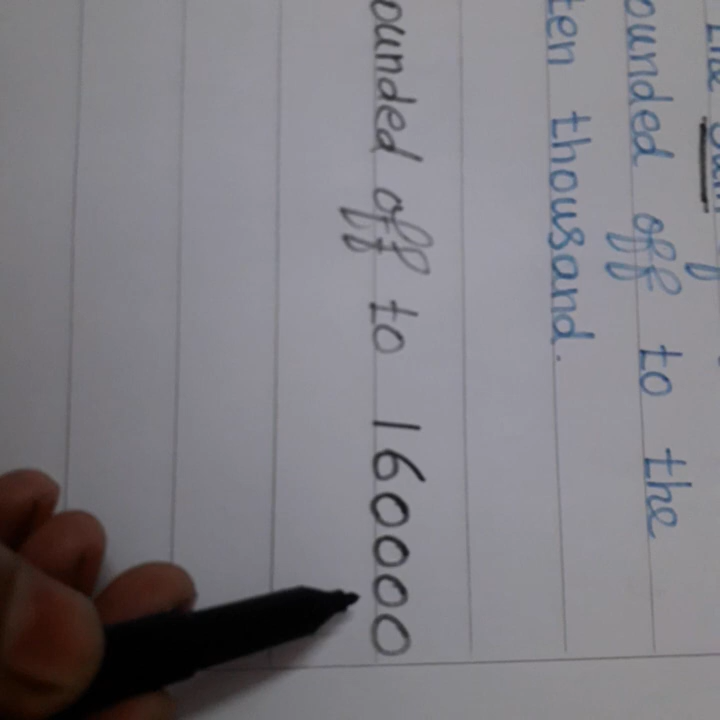 ounded off to the
ten thousand.
ounded off to 160000